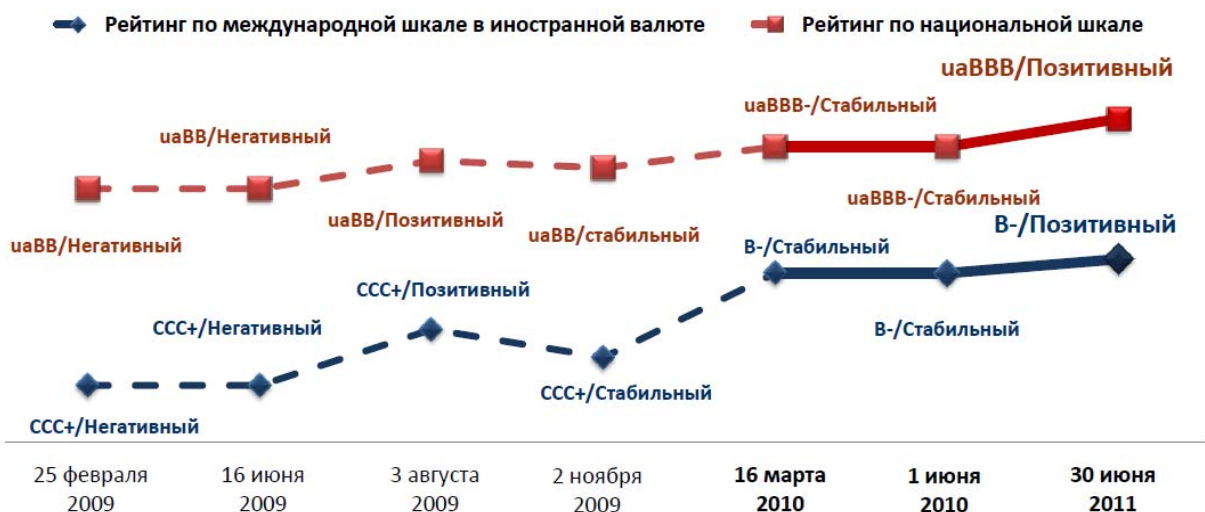 Рейтинг по международной шкале в иностранной валюте
Рейтинг по национальной шкале
uaBBB/Позитивный
uaBBB-/Стабильный
uaBB/Негативный
uaBBB-/Стабильный
uaBB/Позитивный
uaBB/стабильный
uaBB/Негативный
В-/Позитивный
В-/Стабильный
CCC+/Позитивный
CCC+/Негативный
В-/Стабильный
CCC+/Стабильный
CCC+/Негативный
25 февраля
2009
16 июня
2009
3 августа
2009
2 ноября
2009
16 марта
2010
1 июня
2010
30 июня
2011